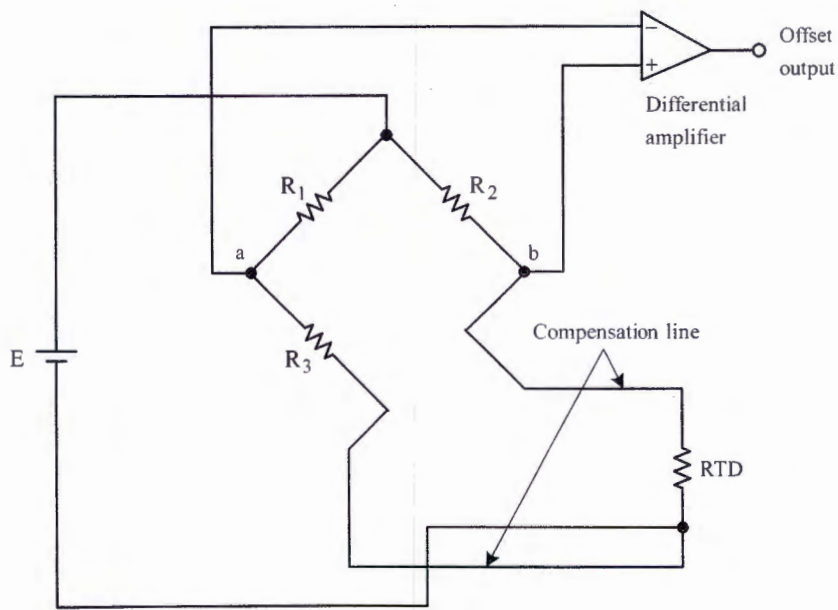 −
+
Offset
output
Differential
amplifier
R1
R2
a
b
E
R3
Compensation line
RTD